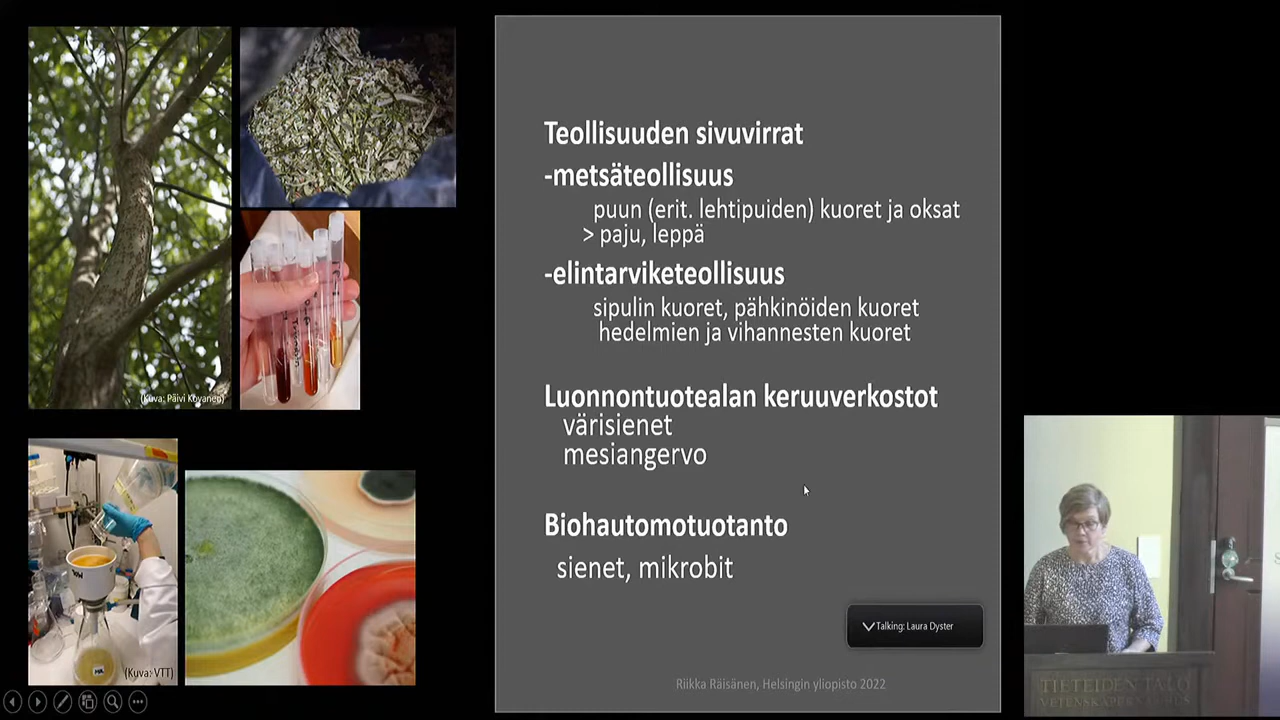 Teollisuuden sivuvirrat
-metsäteollisuus
puun (erit. lehtipuiden) kuoret ja oksat
> paju, leppä
-elintarviketeollisuus
sipulin kuoret, pähkinöiden kuoret
hedelmien ja vihannesten kuoret
Luonnontuotealan keruuverkostot
värisienet
mesiangervo
Biohautomotuotanto
sienet, mikrobit
Talking: Laura Dyster
Riikka Räisänen, Helsingin yliopisto 2022
(Kuva: Päivi Kovanen)
(Kuva: VTT)
TIETEIDEN TALO